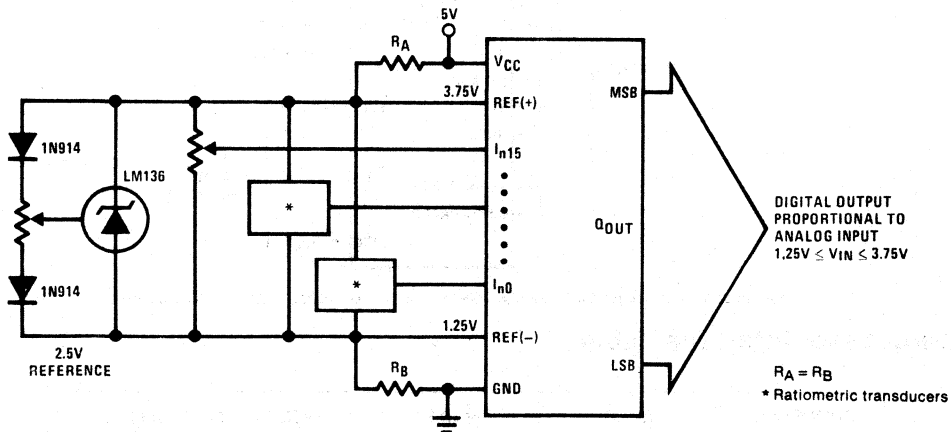 5V
RA
VCC
3.75V
REF(+)
MSB
1N914
In15
LM136
*
QOUT
DIGITAL OUTPUT
PROPORTIONAL TO
ANALOG INPUT
1.25V ≤ VIN ≤ 3.75V
*
In0
1N914
1.25V
REF(−)
2.5V
REFERENCE
LSB
RB
GND
RA = RB
* Ratiometric transducers